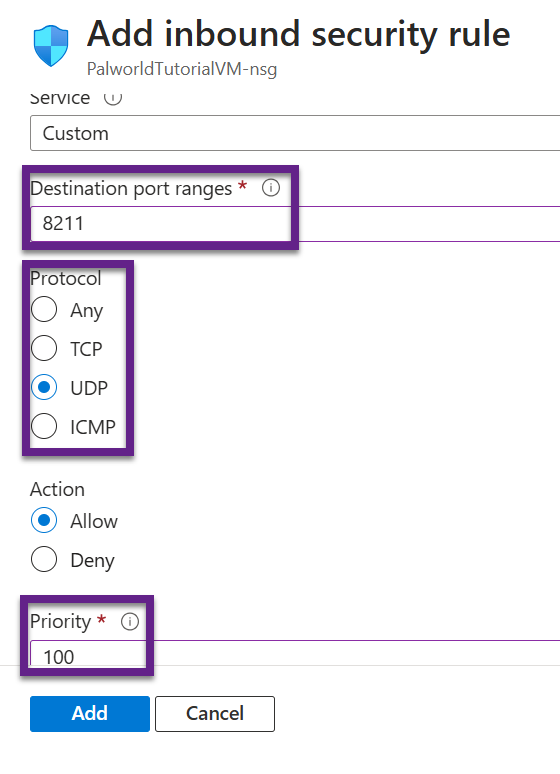 Add inbound security rule
PalworldTutorialVM-nsg
Service
Custom
Destination port ranges *
8211
Protocol
Any
TCP
UDP
ICMP
Action
Allow
Deny
Priority *
100
Add Cancel